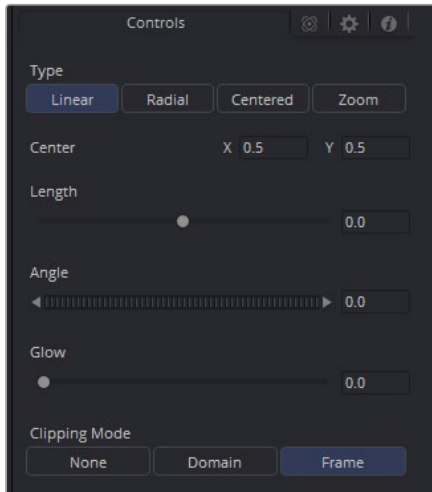 Controls
Type
Linear Radial Centered Zoom
Center X 0.5 Y 0.5
Length
0.0
Angle
0.0
Glow
0.0
Clipping Mode
None Domain Frame